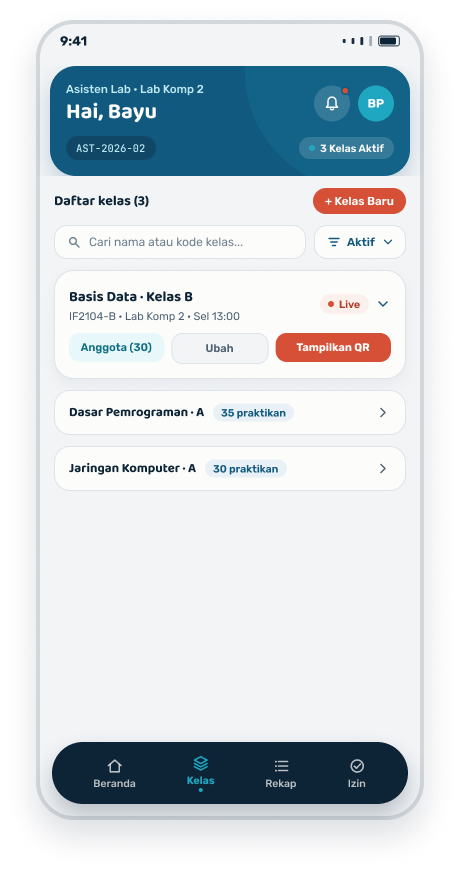 9:41
Asisten Lab • Lab Komp 2
Hai, Bayu
BP
AST-2026-02
3 Kelas Aktif
Daftar kelas (3)
+ Kelas Baru
Cari nama atau kode kelas...
Aktif
Basis Data · Kelas B
IF2104-B • Lab Komp 2 • Sel 13:00
Live
Anggota (30)
Ubah
Tampilkan QR
Dasar Pemrograman · A
35 praktikan
Jaringan Komputer · A
30 praktikan
Beranda
Kelas
Rekap
Izin